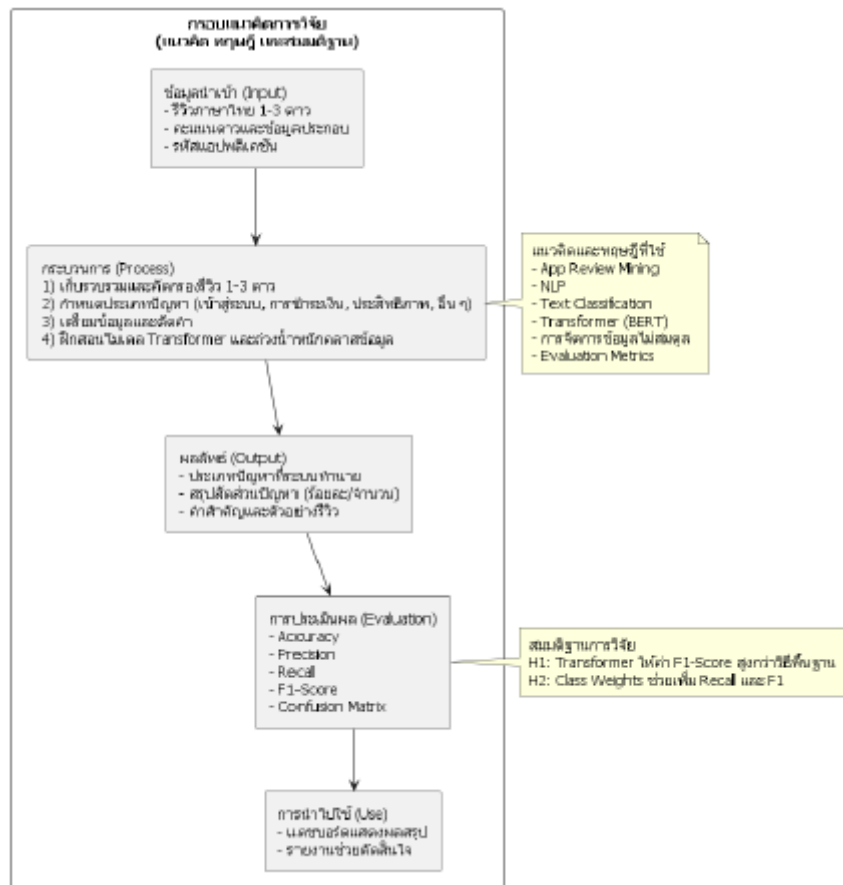 กรอบแนวคิดการวิจัย
(แนวคิด ทฤษฎี และสมมติฐาน)
ข้อมูลนำเข้า (Input)
- รีวิวภาษาไทย 1-3 ดาว
- คะแนนดาวและข้อมูลประกอบ
- รหัสแอปพลิเคชัน
กระบวนการ (Process)
1) เก็บรวบรวมและคัดกรองรีวิว 1-3 ดาว
2) กำหนดประเภทปัญหา (เข้าสู่ระบบ, การชำระเงิน, ประสิทธิภาพ, อื่น ๆ)
3) เตรียมข้อมูลและตัดคำ
4) ฝึกสอนโมเดล Transformer และถ่วงน้ำหนักคลาสข้อมูล
แนวคิดและทฤษฎีที่ใช้
- App Review Mining
- NLP
- Text Classification
- Transformer (BERT)
- การจัดการข้อมูลไม่สมดุล
- Evaluation Metrics
ผลลัพธ์ (Output)
- ประเภทปัญหาที่ระบบทำนาย
- สรุปสัดส่วนปัญหา (ร้อยละ/จำนวน)
- คำสำคัญและตัวอย่างรีวิว
การประเมินผล (Evaluation)
- Accuracy
- Precision
- Recall
- F1-Score
- Confusion Matrix
สมมติฐานการวิจัย
H1: Transformer ให้ค่า F1-Score สูงกว่าวิธีพื้นฐาน
H2: Class Weights ช่วยเพิ่ม Recall และ F1
การนำไปใช้ (Use)
- แดชบอร์ดแสดงผลสรุป
- รายงานช่วยตัดสินใจ